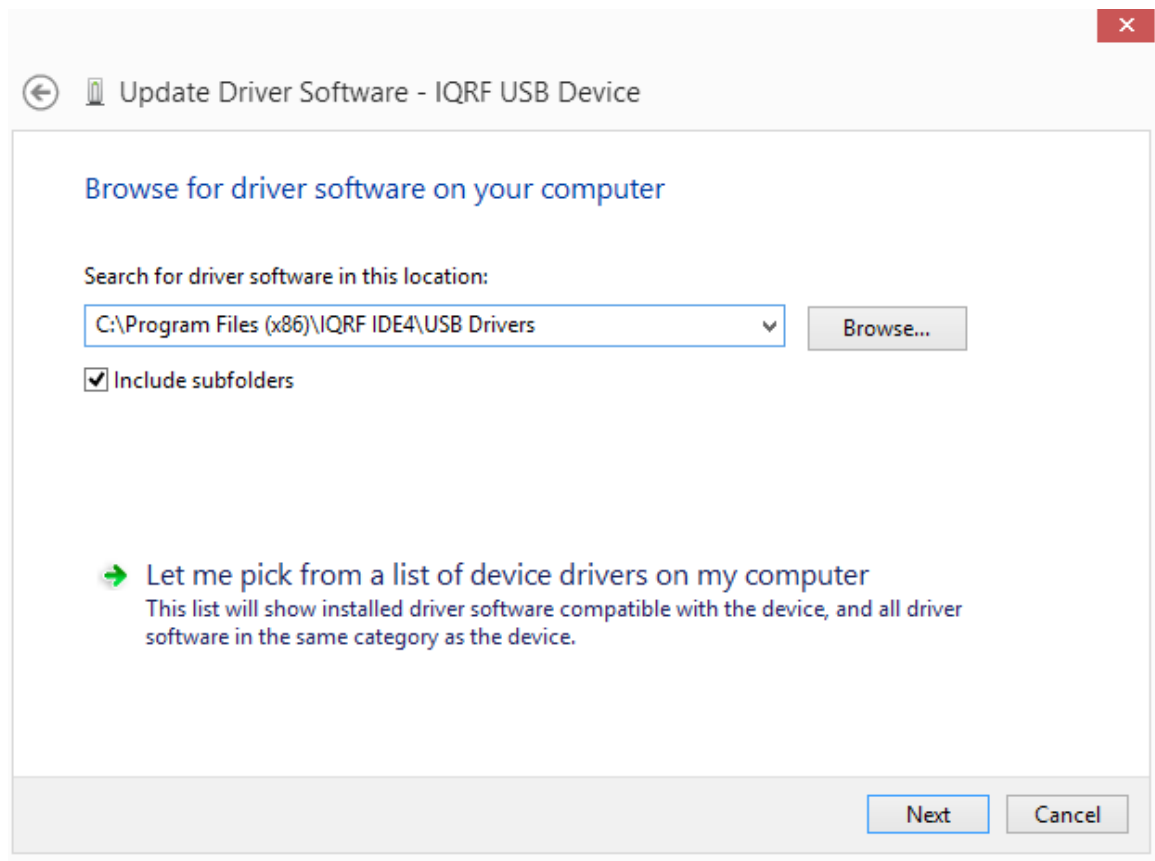 Update Driver Software - IQRF USB Device
Browse for driver software on your computer
Search for driver software in this location:
C:\Program Files (x86)\IQRF IDE4\USB Drivers
Browse...
Include subfolders
Let me pick from a list of device drivers on my computer
This list will show installed driver software compatible with the device, and all driver
software in the same category as the device.
Next
Cancel